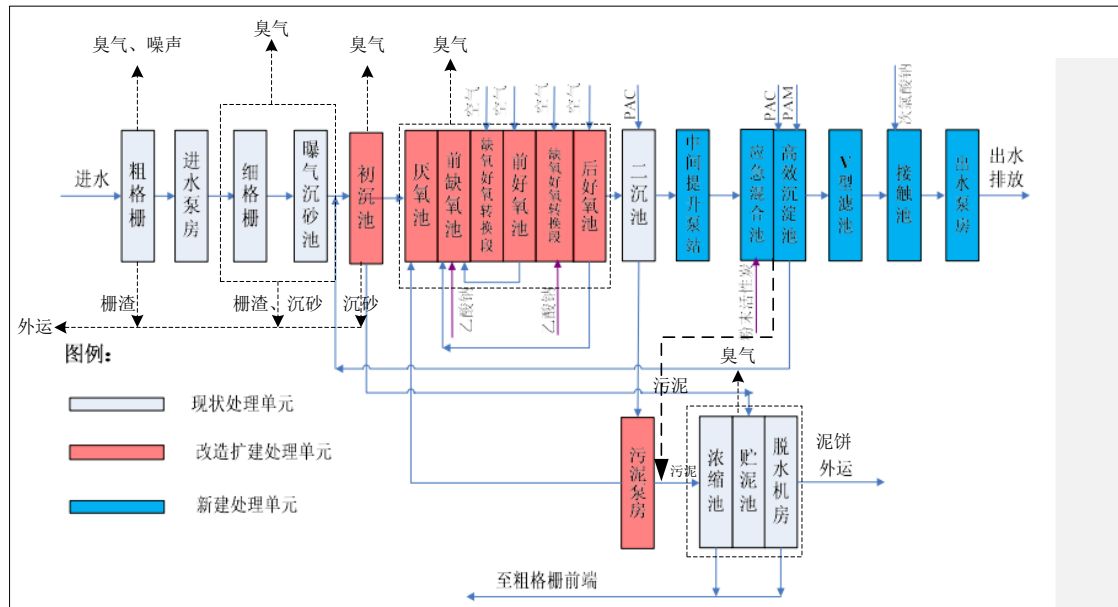 臭气、噪声
臭气
臭气
臭气
空气
空气
空气
空气
PAC
PAC
PAM
次氯酸钠
进水
粗格栅
进水泵房
细格栅
曝气沉砂池
初沉池
厌氧池
前缺氧池
缺氧好氧转换段
前好氧池
缺氧好氧转换段
后好氧池
二沉池
中间提升泵站
应急混合池
高效沉淀池
V型滤池
接触池
出水泵房
出水
排放
栅渣
栅渣、沉砂
沉砂
乙酸钠
乙酸钠
粉末活性炭
外运
图例：
臭气
污泥
现状处理单元
改造扩建处理单元
新建处理单元
污泥泵房
污泥
浓缩池
贮泥池
脱水机房
泥饼
外运
至粗格栅前端